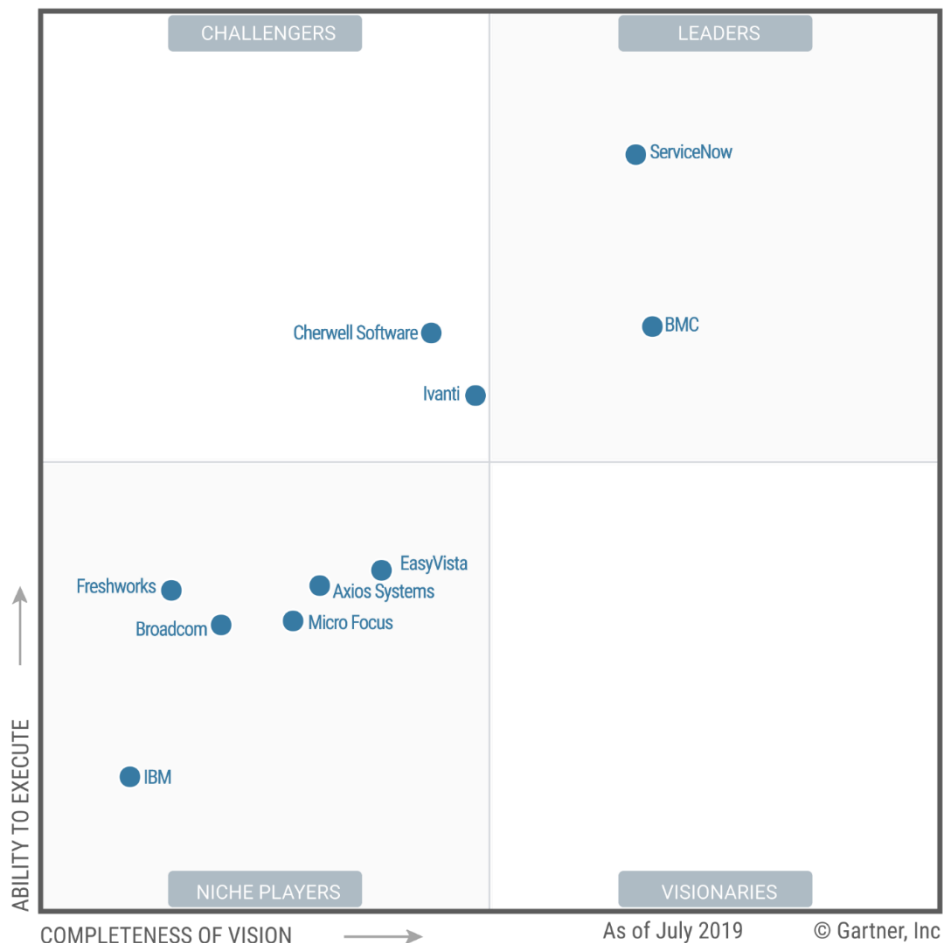 CHALLENGERS
LEADERS
ServiceNow
Cherwell Software
BMC
Ivanti
EasyVista
Freshworks
Axios Systems
Broadcom
Micro Focus
IBM
ABILITY TO EXECUTE
NICHE PLAYERS
VISIONARIES
COMPLETENESS OF VISION
As of July 2019
© Gartner, Inc